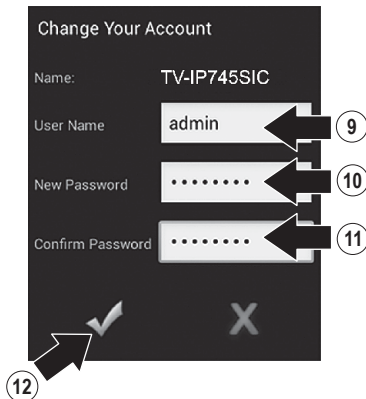 Change Your Account
Name: TV-IP745SIC
User Name admin 9
New Password •••••••• 10
Confirm Password •••••••• 11
X
12